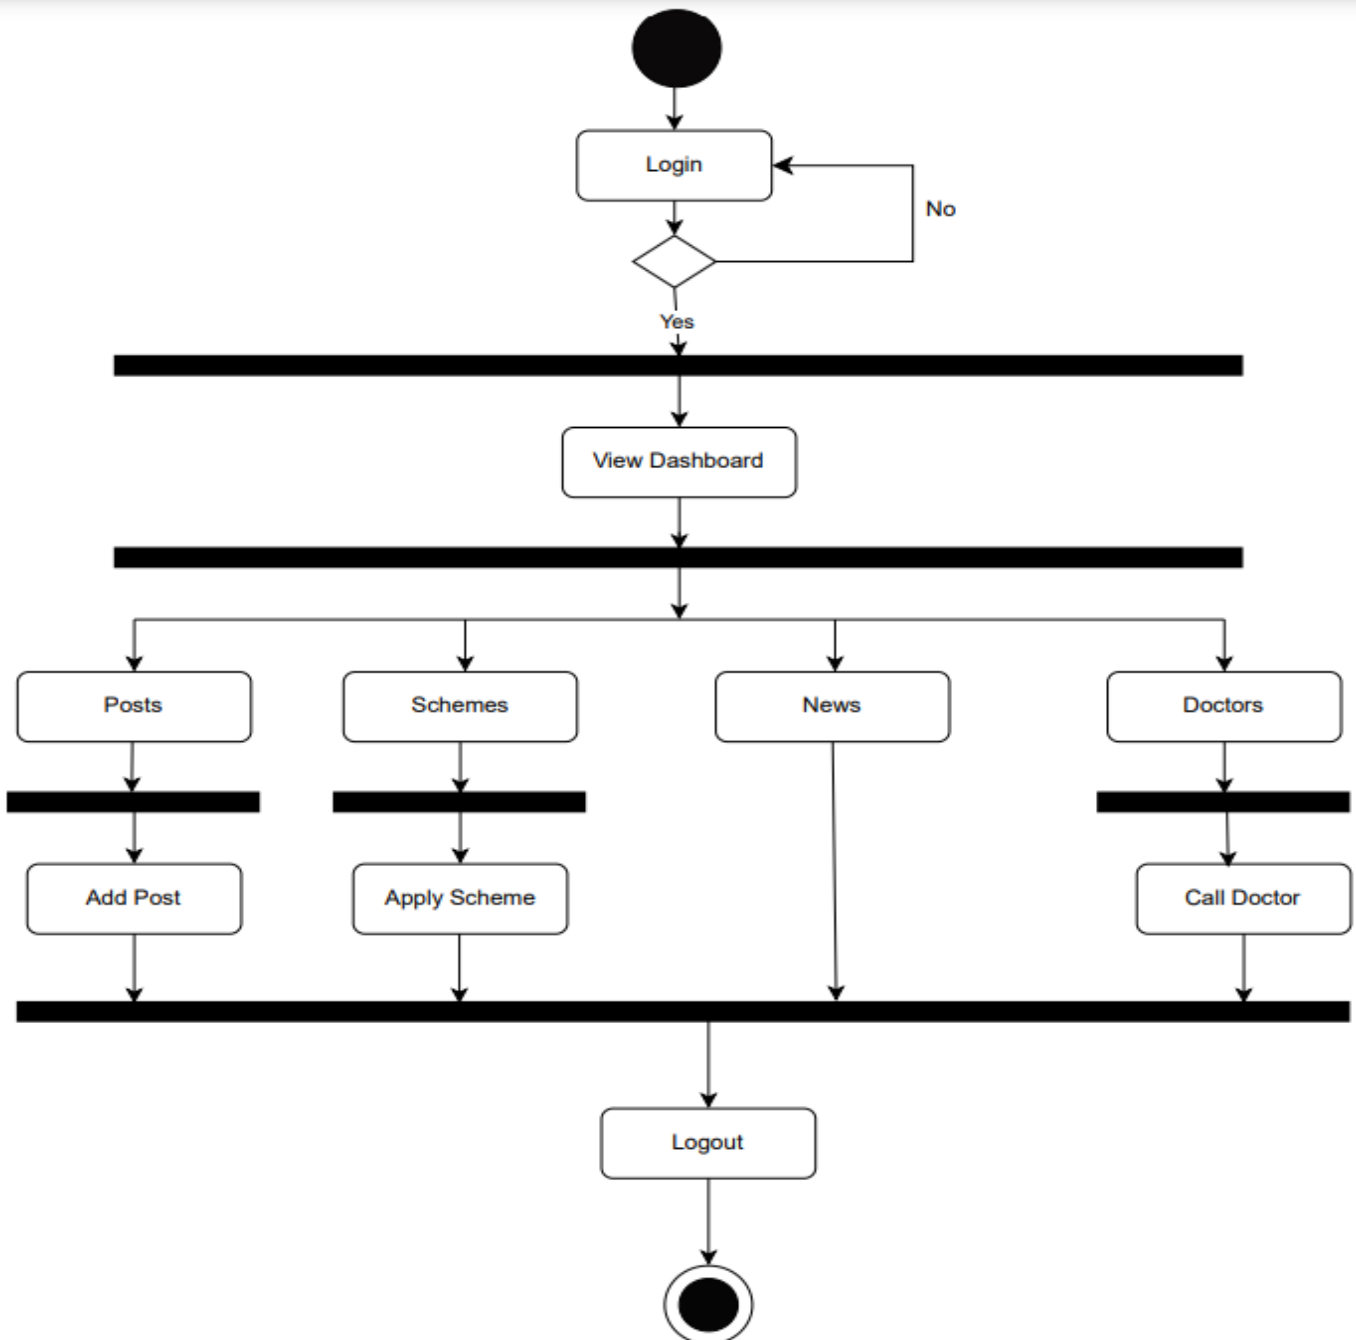 Login
No
Yes
View Dashboard
Posts
Schemes
News
Doctors
Add Post
Apply Scheme
Call Doctor
Logout